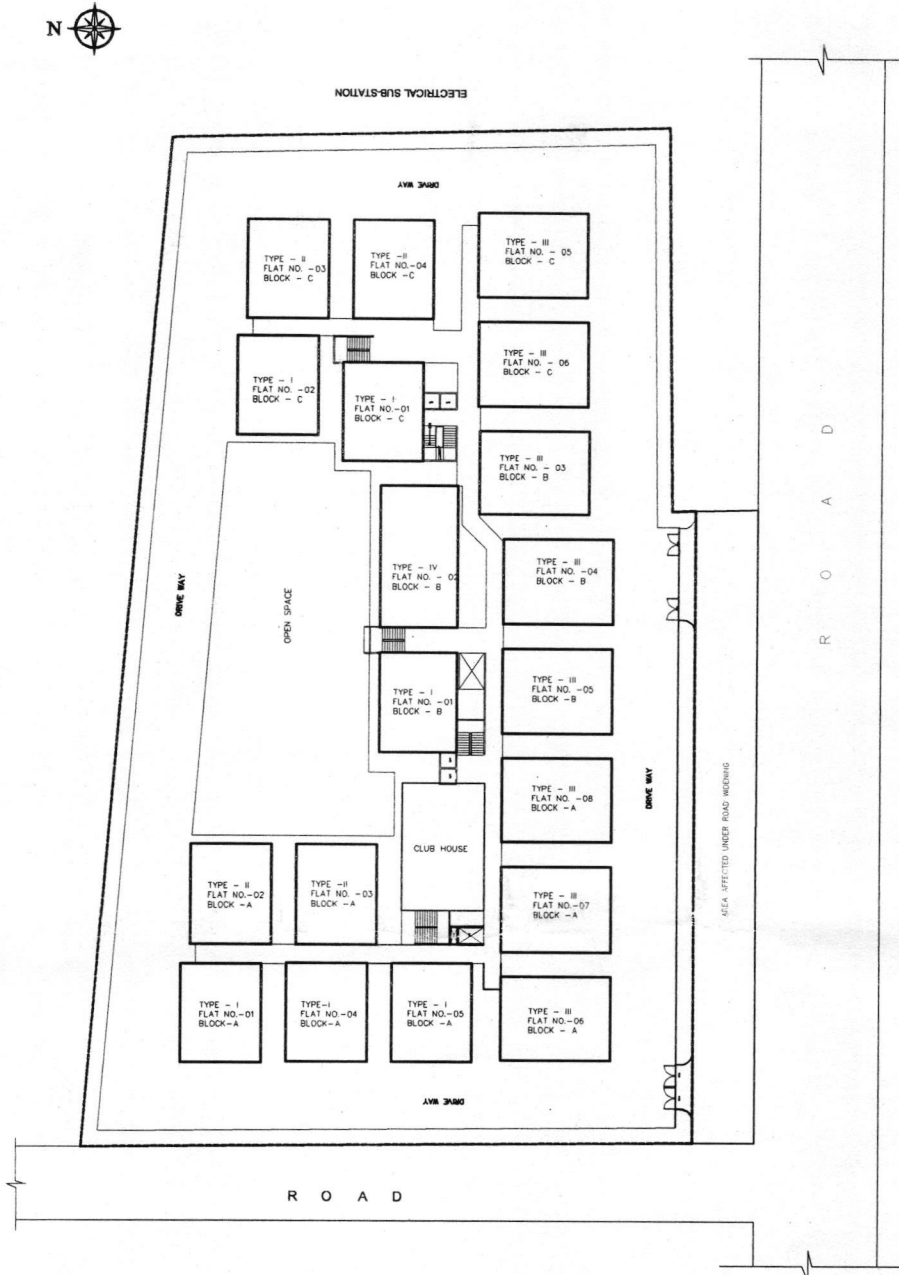 N
ELECTRICAL SUB-STATION
DRIVE WAY
TYPE - II
FLAT NO. -03
BLOCK - C
TYPE -II
FLAT NO.-04
BLOCK -C
TYPE - III
FLAT NO. - 05
BLOCK - C
TYPE - I
FLAT NO. -02
BLOCK - C
TYPE - I
FLAT NO.-01
BLOCK - C
TYPE - III
FLAT NO. - 06
BLOCK - C
TYPE - III
FLAT NO. - 03
BLOCK - B
TYPE - IV
FLAT NO. - 02
BLOCK - B
TYPE - III
FLAT NO. -04
BLOCK - B
DRIVE WAY
OPEN SPACE
TYPE - I
FLAT NO. -01
BLOCK - B
TYPE - III
FLAT NO. -05
BLOCK -B
TYPE - III
FLAT NO. -08
BLOCK -A
DRIVE WAY
AREA AFFECTED UNDER ROAD WIDENING
R O A D
CLUB HOUSE
TYPE - II
FLAT NO.-02
BLOCK -A
TYPE -II
FLAT NO. -03
BLOCK -A
TYPE - III
FLAT NO.-07
BLOCK -A
TYPE - I
FLAT NO.-01
BLOCK-A
TYPE-I
FLAT NO.-04
BLOCK-A
TYPE - I
FLAT NO.-05
BLOCK -A
TYPE - III
FLAT NO.-06
BLOCK - A
DRIVE WAY
R O A D